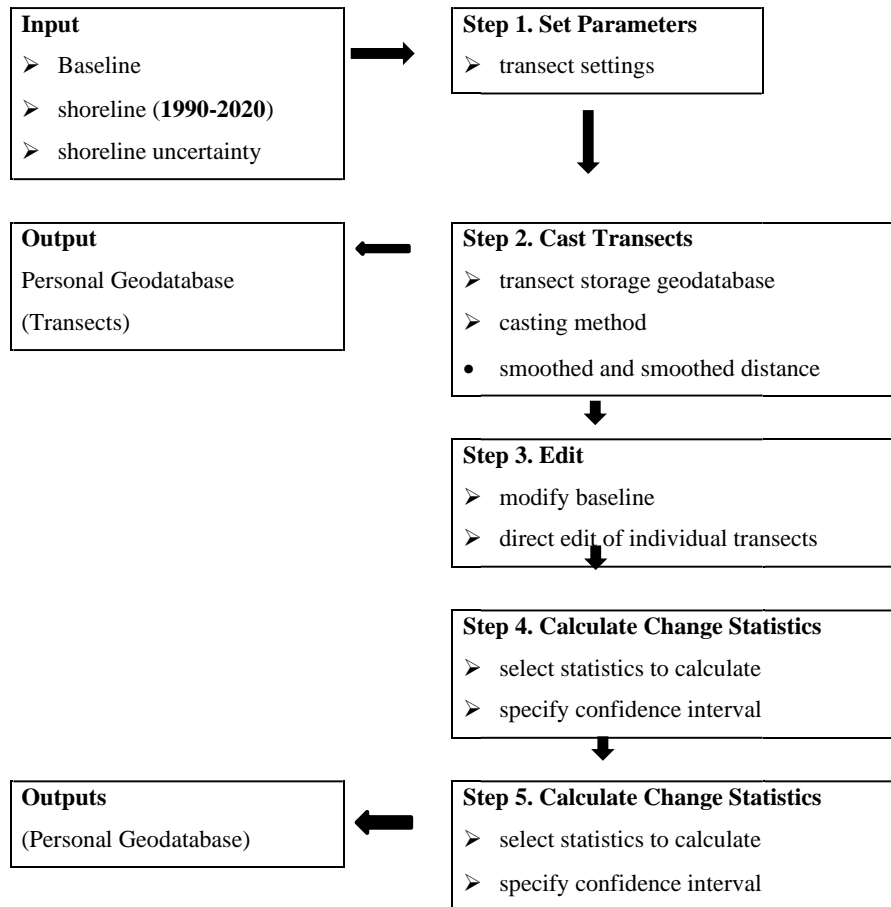 Input
➢ Baseline
➢ shoreline (1990-2020)
➢ shoreline uncertainty
Step 1. Set Parameters
➢ transect settings
Output
Personal Geodatabase
(Transects)
Step 2. Cast Transects
➢ transect storage geodatabase
➢ casting method
• smoothed and smoothed distance
Step 3. Edit
➢ modify baseline
➢ direct edit of individual transects
Step 4. Calculate Change Statistics
➢ select statistics to calculate
➢ specify confidence interval
Outputs
(Personal Geodatabase)
Step 5. Calculate Change Statistics
➢ select statistics to calculate
➢ specify confidence interval